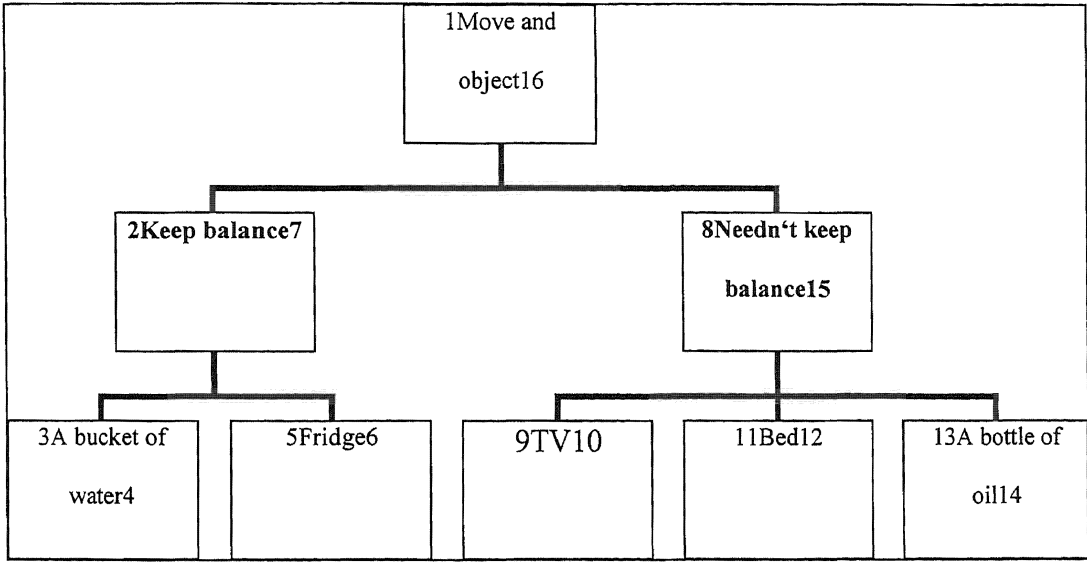 1Move and
object16
2Keep balance7
8Needn‘t keep
balance15
3A bucket of
water4
5Fridge6
9TV10
11Bed12
13A bottle of
oil14